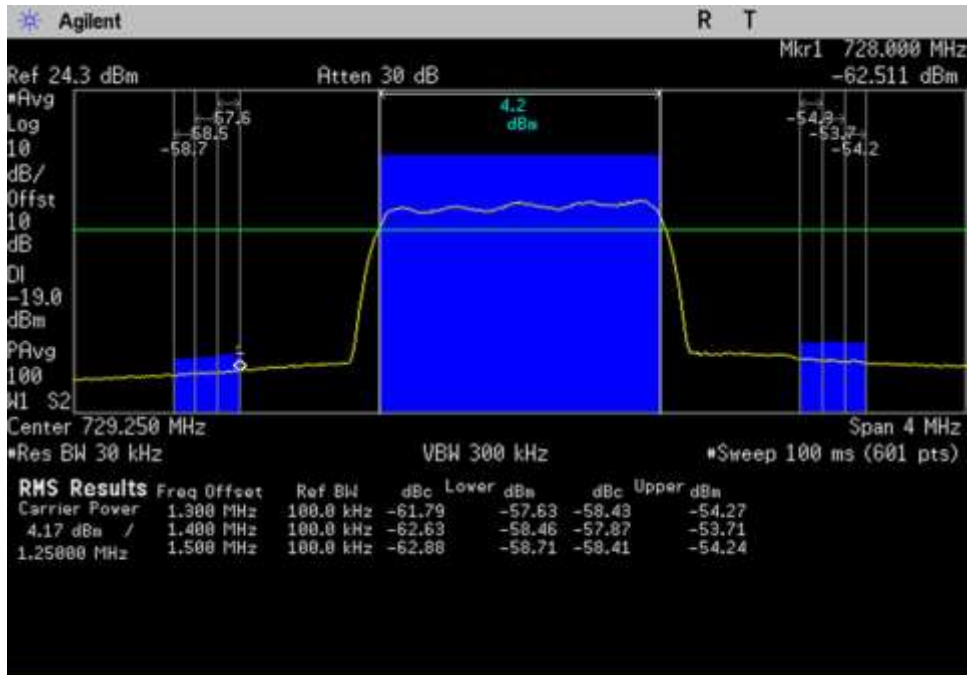 Agilent R T
Mkr1 728.000 MHz
Ref 24.3 dBm Atten 30 dB -62.511 dBm
#Avg
Log
10
dB/
Offst
10
dB
DI
-19.0
dBm
PAvg
100
W1 S2
4.2
dBm
-57.6
-58.5
-58.7
-54.3
-53.7
-54.2
Center 729.250 MHz Span 4 MHz
#Res BW 30 kHz VBW 300 kHz #Sweep 100 ms (601 pts)
RMS Results Freq Offset Ref BW dBc Lower dBm dBc Upper dBm
Carrier Power 1.300 MHz 100.0 kHz -61.79 -57.63 -58.43 -54.27
4.17 dBm / 1.400 MHz 100.0 kHz -62.63 -58.46 -57.87 -53.71
1.25000 MHz 1.500 MHz 100.0 kHz -62.88 -58.71 -58.41 -54.24